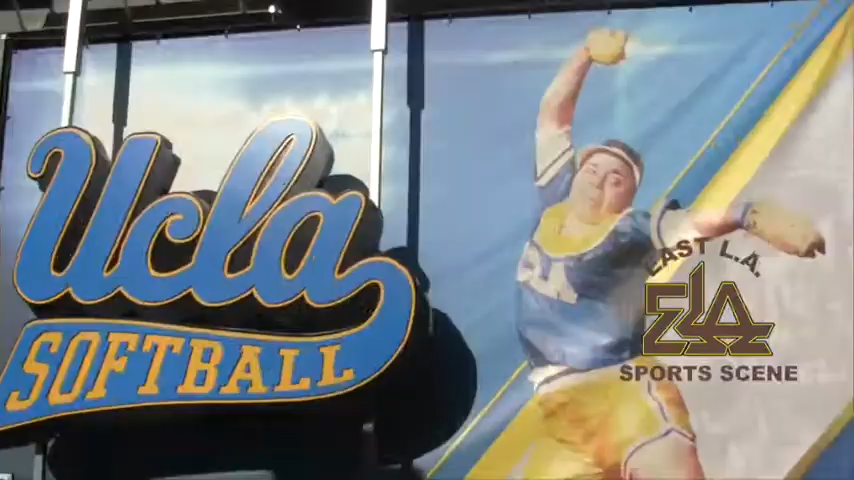 Ucla
SOFTBALL
EAST L.A.
ELA
SPORTS SCENE